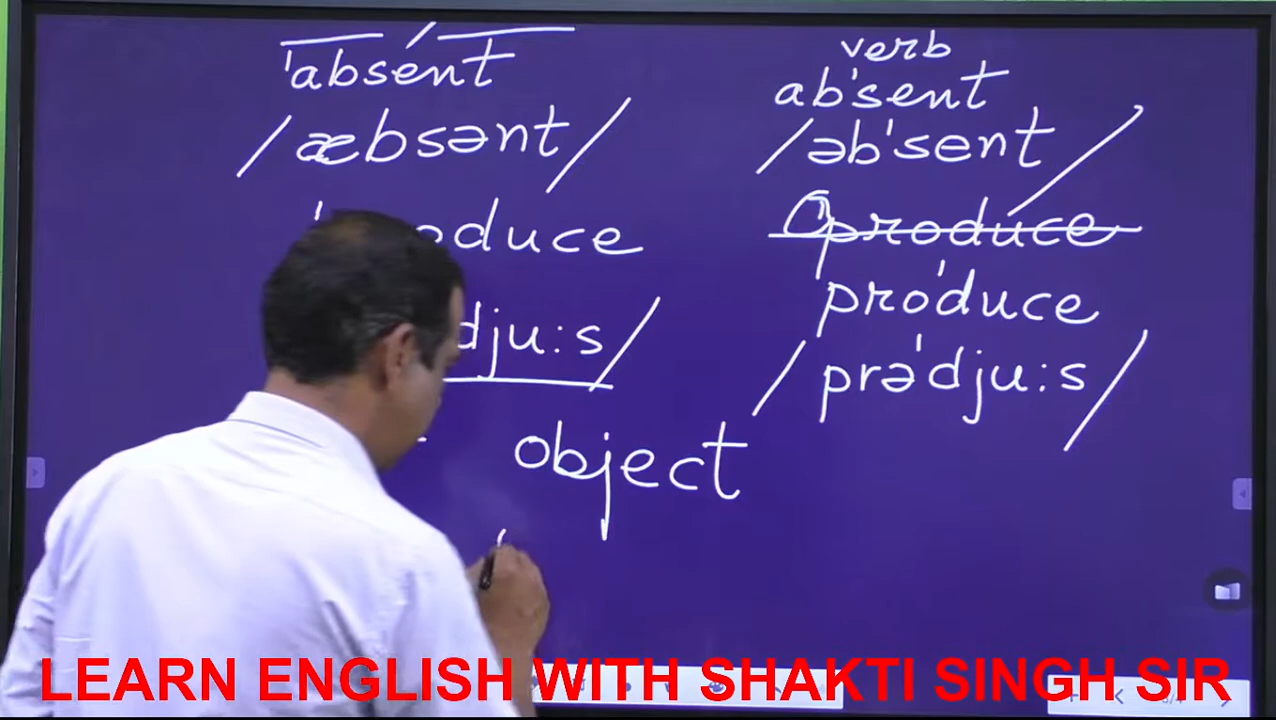 'absent
verb
ab'sent
/æbsənt/
/əb'sent/
produce
pro'duce
dju:s/
/prə'dju:s/
object
LEARN ENGLISH WITH SHAKTI SINGH SIR